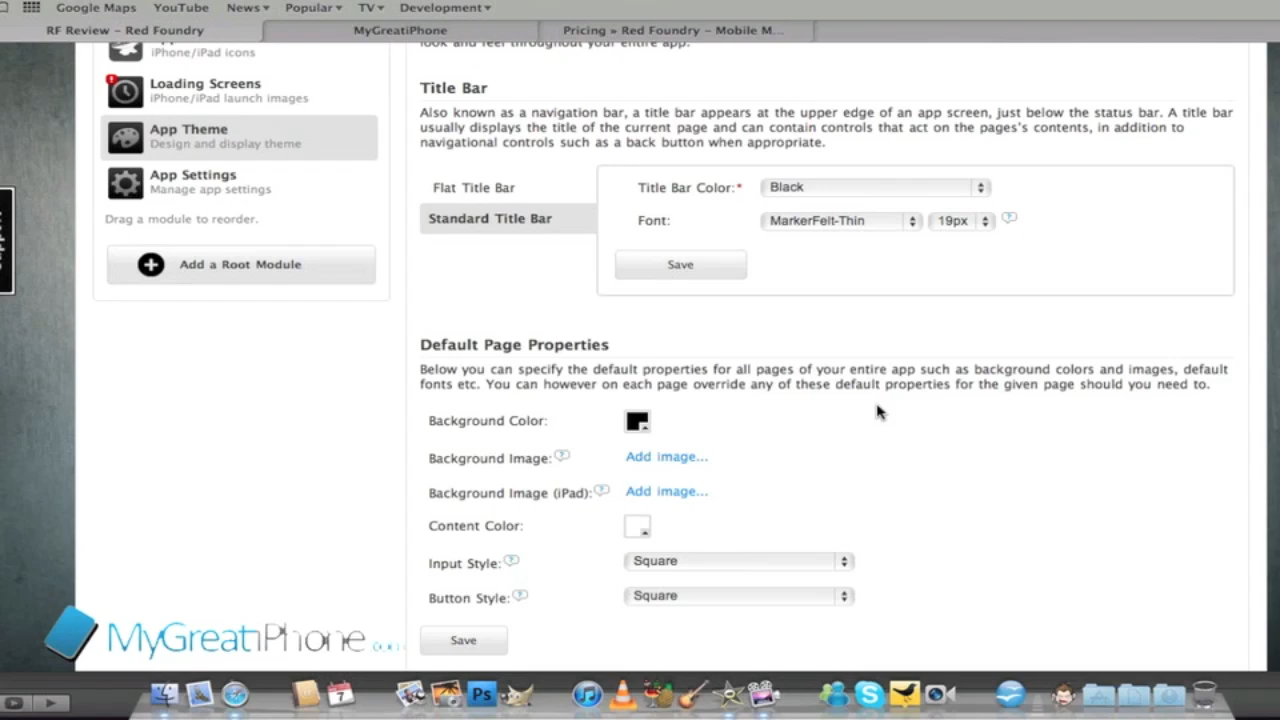 Google Maps YouTube News Popular TV Development
RF Review – Red Foundry MyGreatiPhone Pricing » Red Foundry – Mobile M...
iPhone/iPad icons
look and feel throughout your entire app.
Loading Screens
iPhone/iPad launch images
App Theme
Design and display theme
App Settings
Manage app settings
Drag a module to reorder.
Add a Root Module
Title Bar
Also known as a navigation bar, a title bar appears at the upper edge of an app screen, just below the status bar. A title bar
usually displays the title of the current page and can contain controls that act on the pages's contents, in addition to
navigational controls such as a back button when appropriate.
Flat Title Bar
Standard Title Bar
Title Bar Color:* Black
Font: MarkerFelt-Thin 19px
Save
Default Page Properties
Below you can specify the default properties for all pages of your entire app such as background colors and images, default
fonts etc. You can however on each page override any of these default properties for the given page should you need to.
Background Color:
Background Image: Add image...
Background Image (iPad): Add image...
Content Color:
Input Style: Square
Button Style: Square
Save
MyGreatiPhone
7
Ps